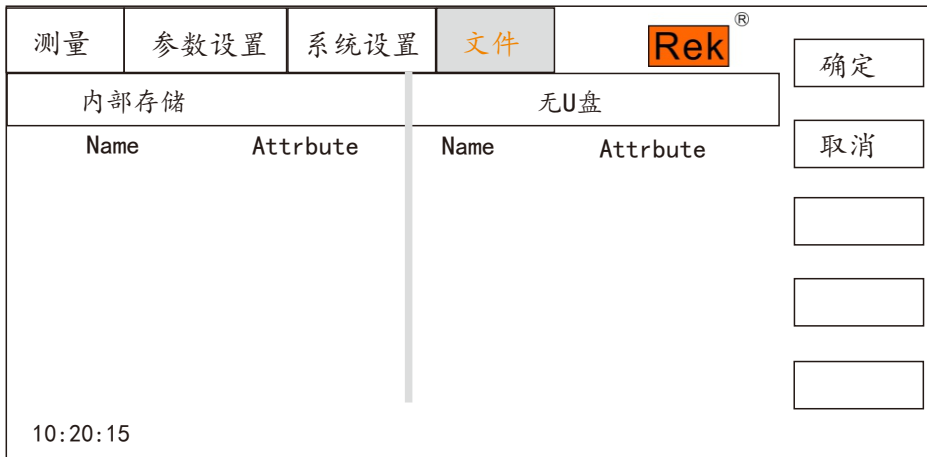 测量 参数设置 系统设置 文件 Rek®
确定
内部存储 无U盘
Name Attrbute Name Attrbute
取消
10:20:15